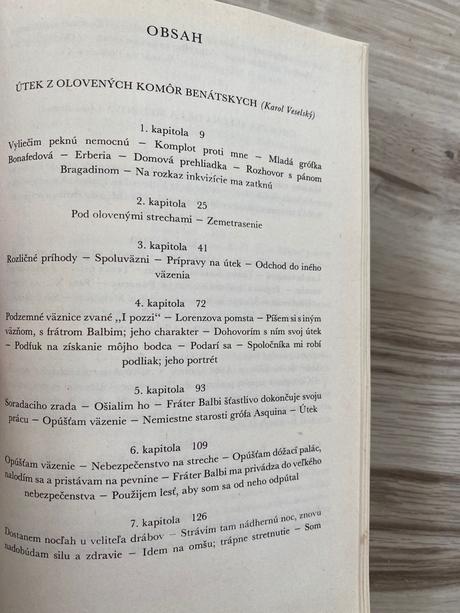 OBSAH
ÚTEK Z OLOVENÝCH KOMÔR BENÁTSKYCH (Karol Veselský)
1. kapitola 9
Vyliečim peknú nemocnú – Komplot proti mne – Mladá grófka
Bonafedová – Erberia – Domová prehliadka – Rozhovor s pánom
Bragadinom – Na rozkaz inkvizície ma zatknú
2. kapitola 25
Pod olovenými strechami – Zemetrasenie
3. kapitola 41
Rozličné príhody – Spoluväzni – Prípravy na útek – Odchod do iného
väzenia
4. kapitola 72
Podzemné väznice zvané „I pozzi" – Lorenzova pomsta – Píšem si s iným
väzňom, s frátrom Balbim; jeho charakter – Dohovorím s ním svoj útek
– Podfuk na získanie môjho bodca – Podarí sa – Spoločníka mi robí
podliak; jeho portrét
5. kapitola 93
Soradaciho zrada – Ošialim ho – Fráter Balbi šťastlivo dokončuje svoju
prácu – Opúšťam väzenie – Nemiestne starosti grófa Asquina – Útek
6. kapitola 109
Opúšťam väzenie – Nebezpečenstvo na streche – Opúšťam dóžací palác,
nalodím sa a pristávam na pevnine – Fráter Balbi ma privádza do veľkého
nebezpečenstva – Použijem lesť, aby som sa od neho odpútal
7. kapitola 126
Dostanem nocľah u veliteľa drábov – Strávim tam nádhernú noc, znovu
nadobúdam silu a zdravie – Idem na omšu; trápne stretnutie – Som